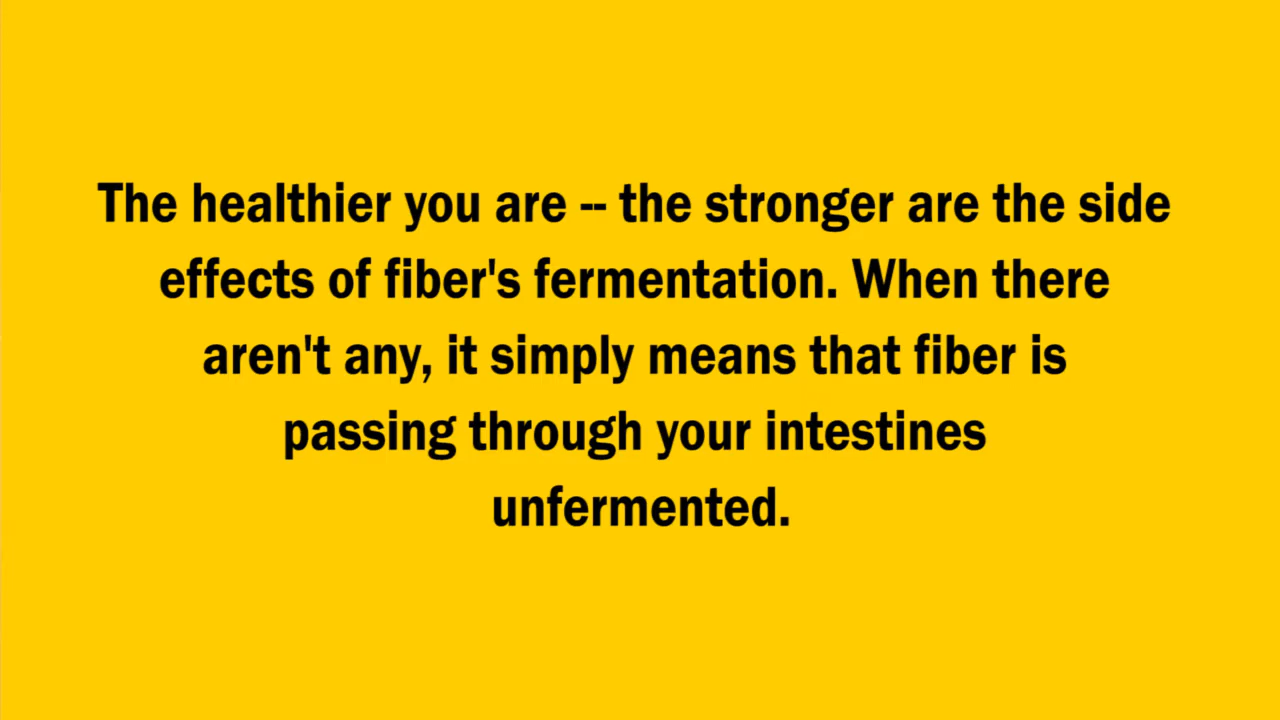 The healthier you are -- the stronger are the side
effects of fiber's fermentation. When there
aren't any, it simply means that fiber is
passing through your intestines
unfermented.